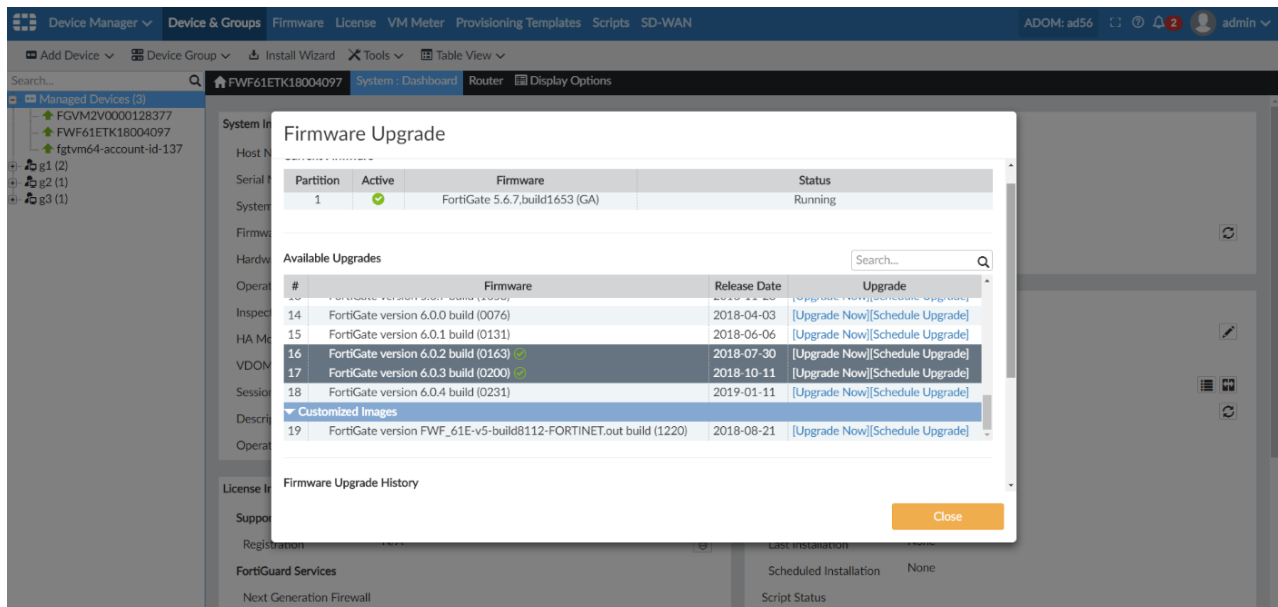 Device Manager Device & Groups Firmware License VM Meter Provisioning Templates Scripts SD-WAN ADOM: ad56 2 admin
Add Device Device Group Install Wizard Tools Table View
Search... FWF61ETK18004097 System : Dashboard Router Display Options
Managed Devices (3)
FGVM2V0000128377
FWF61ETK18004097
fgtvm64-account-id-137
g1 (2)
g2 (1)
g3 (1)
System In
Host N
Serial N
System
Firmwa
Hardw
Operat
Inspec
HA Mo
VDOM
Session
Descrip
Operat
Firmware Upgrade
Partition Active Firmware Status
1 FortiGate 5.6.7,build1653 (GA) Running
Available Upgrades Search...
# Firmware Release Date Upgrade
14 FortiGate version 6.0.0 build (0076) 2018-04-03 [Upgrade Now][Schedule Upgrade]
15 FortiGate version 6.0.1 build (0131) 2018-06-06 [Upgrade Now][Schedule Upgrade]
16 FortiGate version 6.0.2 build (0163) 2018-07-30 [Upgrade Now][Schedule Upgrade]
17 FortiGate version 6.0.3 build (0200) 2018-10-11 [Upgrade Now][Schedule Upgrade]
18 FortiGate version 6.0.4 build (0231) 2019-01-11 [Upgrade Now][Schedule Upgrade]
Customized Images
19 FortiGate version FWF_61E-v5-build8112-FORTINET.out build (1220) 2018-08-21 [Upgrade Now][Schedule Upgrade]
Firmware Upgrade History
Close
License In
Suppor
Registration
FortiGuard Services
Next Generation Firewall
Last Installation
Scheduled Installation None
Script Status